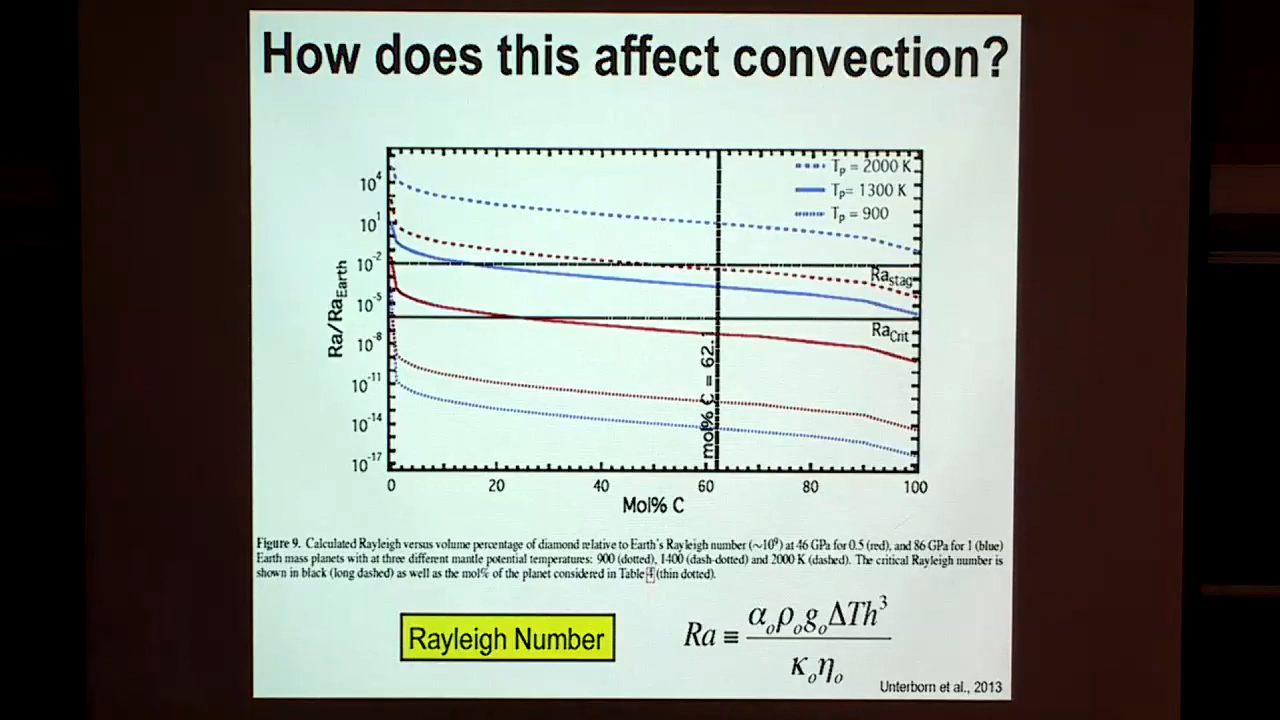 How does this affect convection?
T_p = 2000 K
T_p= 1300 K
T_p = 900
Ra/Ra_Earth
10^4
10^1
10^-2
10^-5
10^-8
10^-11
10^-14
10^-17
Ra_stag
Ra_Crit
mol% C = 62.
0 20 40 60 80 100
Mol% C
Figure 9. Calculated Rayleigh versus volume percentage of diamond relative to Earth's Rayleigh number (~10^9) at 46 GPa for 0.5 (red), and 86 GPa for 1 (blue)
Earth mass planets with at three different mantle potential temperatures: 900 (dotted), 1400 (dash-dotted) and 2000 K (dashed). The critical Rayleigh number is
shown in black (long dashed) as well as the mol% of the planet considered in Table 4 (thin dotted).
Rayleigh Number
Ra ≡ α_oρ_og_oΔTh^3 / κ_oη_o
Unterborn et al., 2013